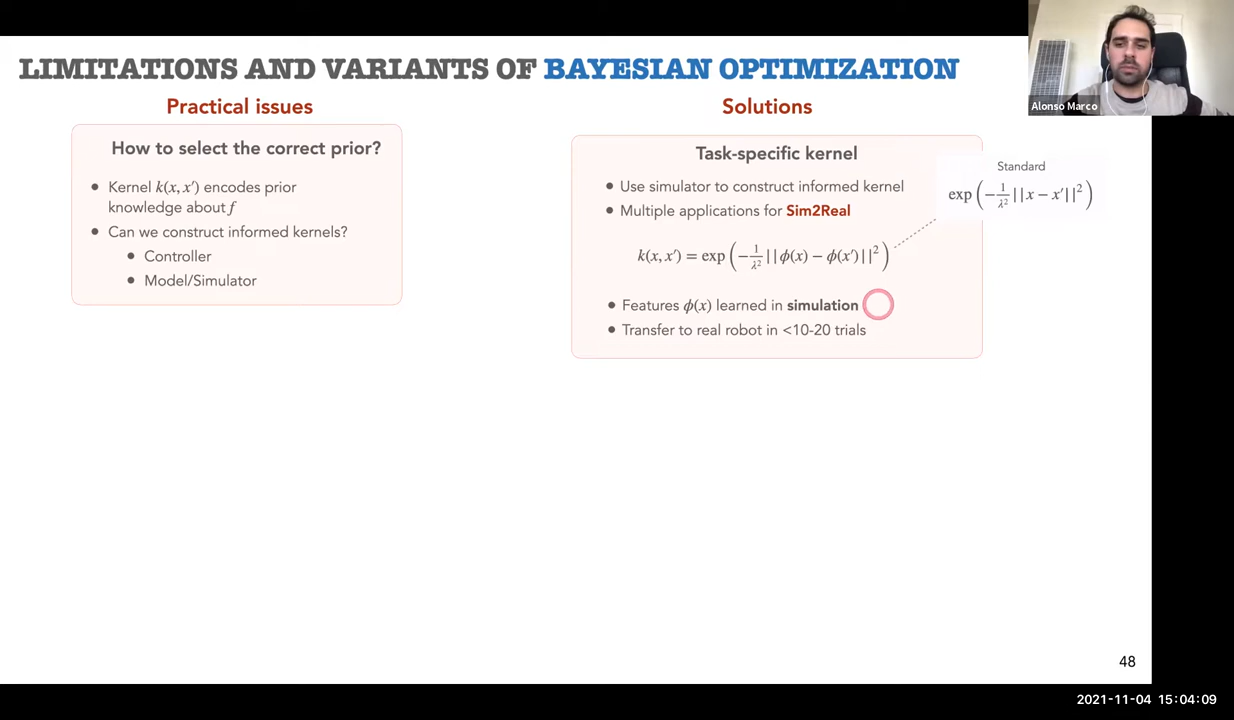 LIMITATIONS AND VARIANTS OF BAYESIAN OPTIMIZATION
Alonso Marco
Practical issues
How to select the correct prior?
• Kernel k(x, x′) encodes prior
knowledge about f
• Can we construct informed kernels?
• Controller
• Model/Simulator
Solutions
Task-specific kernel
• Use simulator to construct informed kernel
• Multiple applications for Sim2Real
k(x, x′) = exp(−1/λ² ||ϕ(x) − ϕ(x′)||²)
Standard
exp(−1/λ² ||x − x′||²)
• Features ϕ(x) learned in simulation
• Transfer to real robot in <10-20 trials
48
2021-11-04 15:04:09